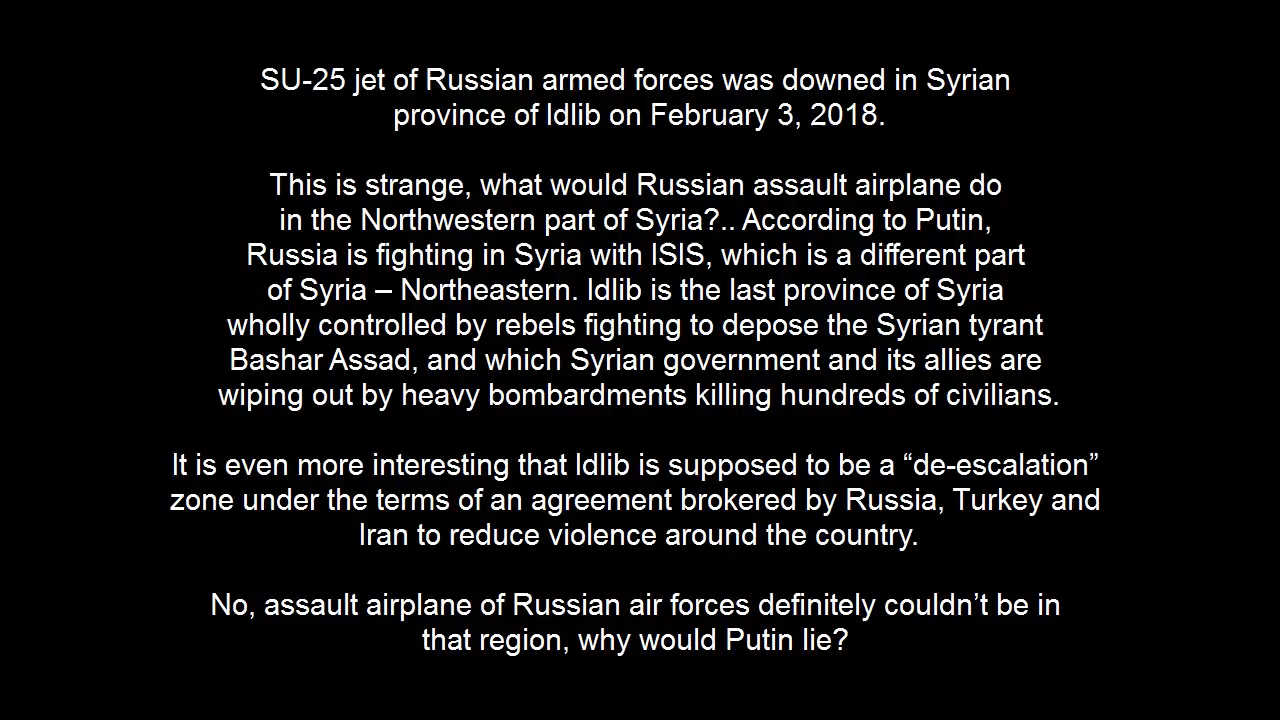 SU-25 jet of Russian armed forces was downed in Syrian
province of Idlib on February 3, 2018.
This is strange, what would Russian assault airplane do
in the Northwestern part of Syria?.. According to Putin,
Russia is fighting in Syria with ISIS, which is a different part
of Syria – Northeastern. Idlib is the last province of Syria
wholly controlled by rebels fighting to depose the Syrian tyrant
Bashar Assad, and which Syrian government and its allies are
wiping out by heavy bombardments killing hundreds of civilians.
It is even more interesting that Idlib is supposed to be a “de-escalation”
zone under the terms of an agreement brokered by Russia, Turkey and
Iran to reduce violence around the country.
No, assault airplane of Russian air forces definitely couldn’t be in
that region, why would Putin lie?